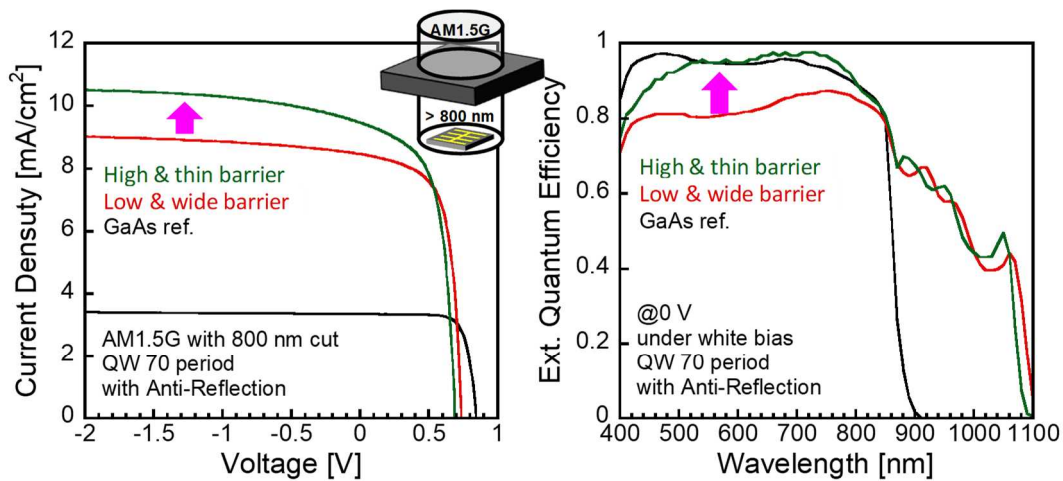 12
10
8
6
4
2
0
Current Densuty [mA/cm²]
-2
-1.5
-1
-0.5
0
0.5
1
Voltage [V]
AM1.5G
> 800 nm
High & thin barrier
Low & wide barrier
GaAs ref.
AM1.5G with 800 nm cut
QW 70 period
with Anti-Reflection
1
0.8
0.6
0.4
0.2
0
Ext. Quantum Efficiency
400
500
600
700
800
900
1000
1100
Wavelength [nm]
High & thin barrier
Low & wide barrier
GaAs ref.
@0 V
under white bias
QW 70 period
with Anti-Reflection